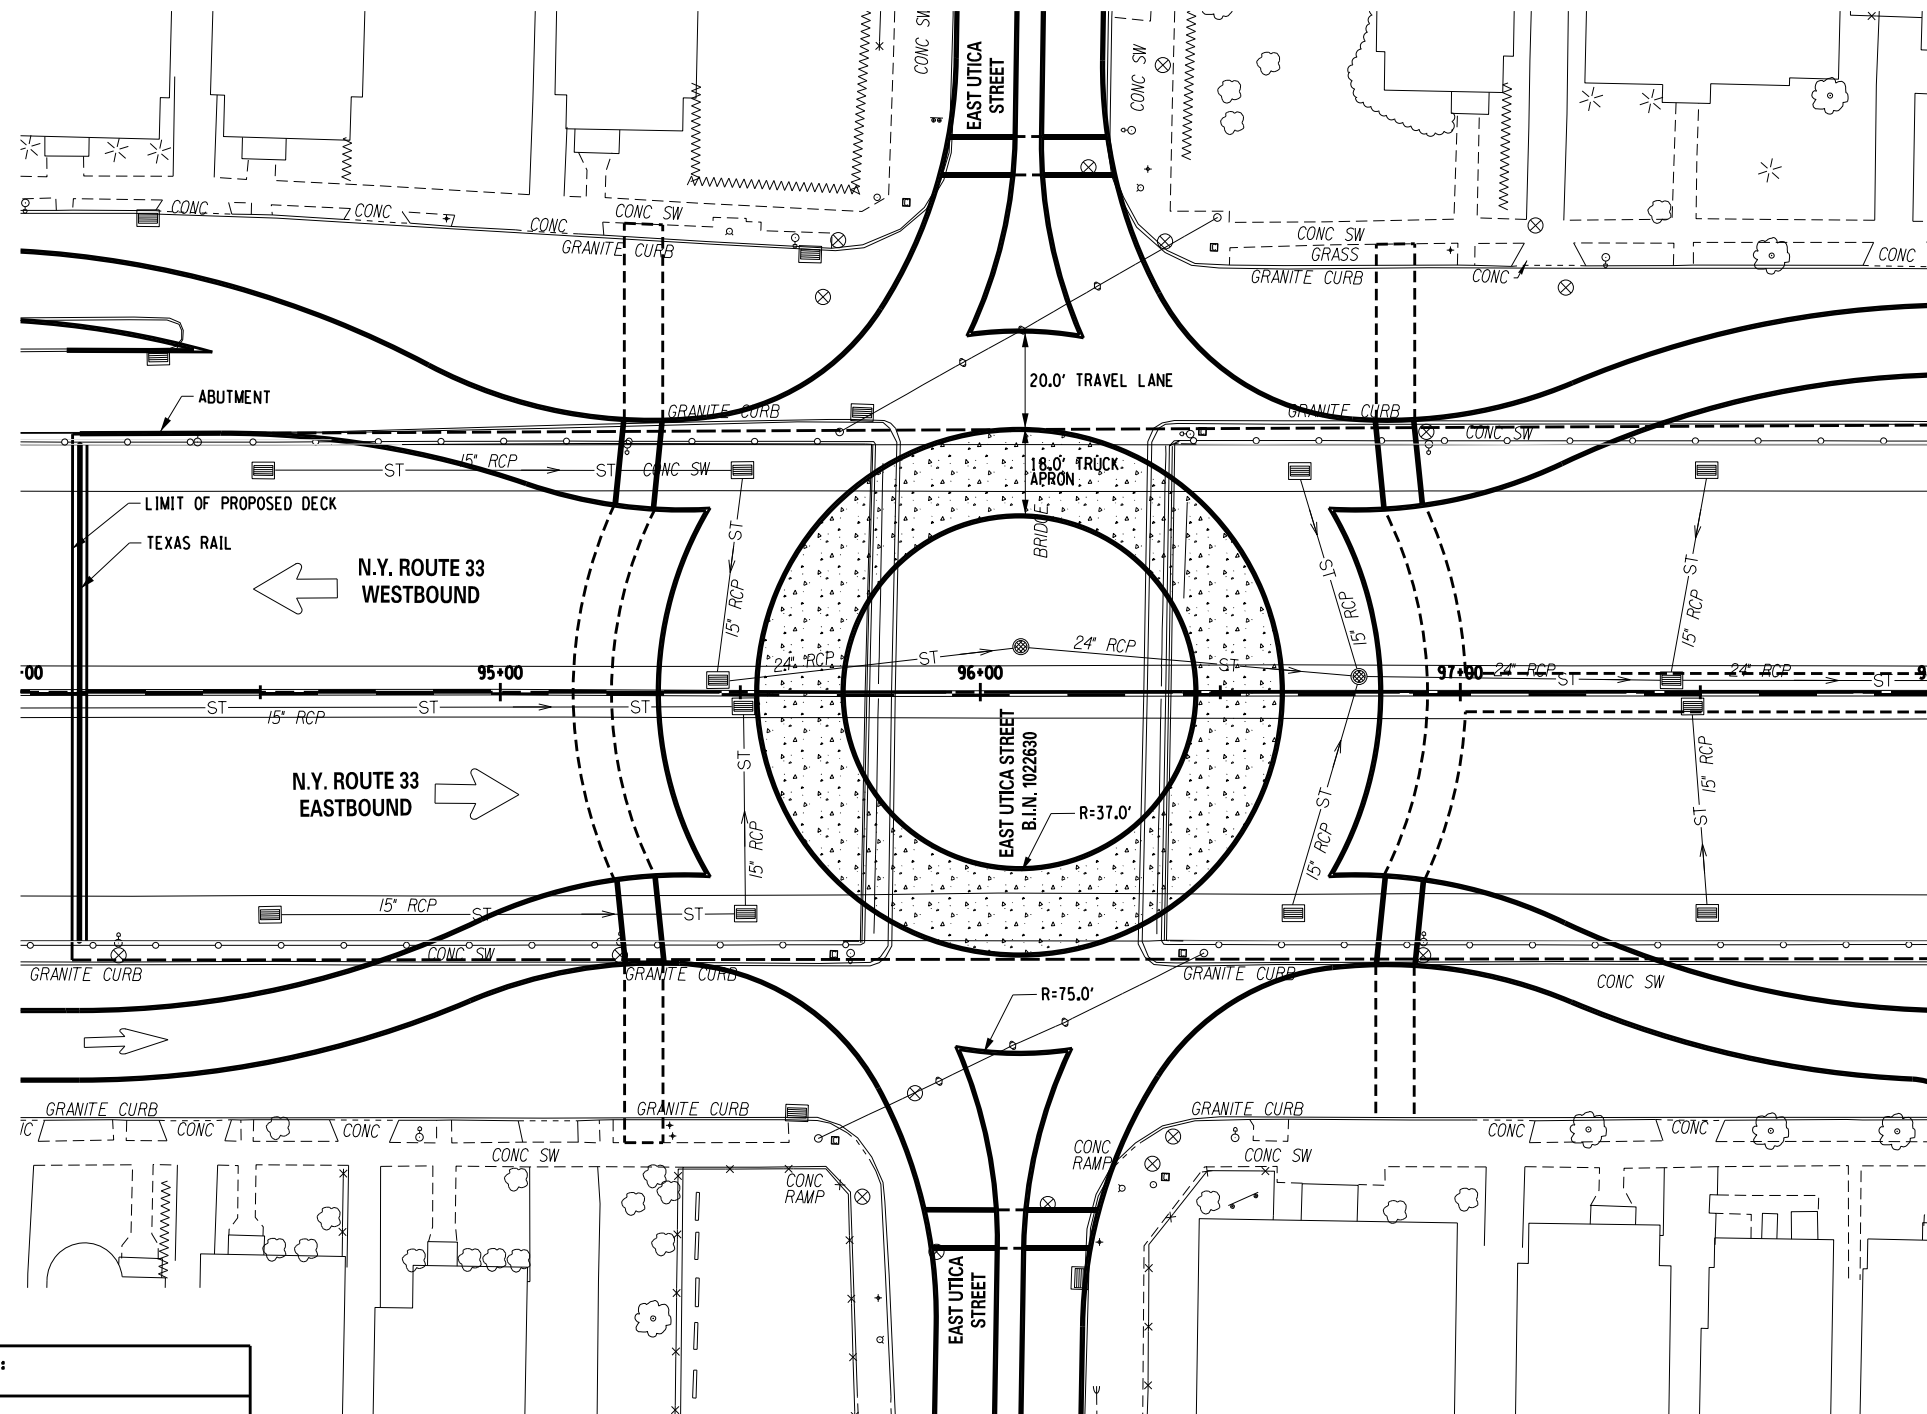 CONC SW
EAST UTICA
STREET
CONC SW
CONC
CONC
CONC
CONC SW
GRANITE CURB
CONC SW
GRASS
GRANITE CURB
CONC
CONC
20.0' TRAVEL LANE
ABUTMENT
GRANITE CURB
GRANITE CURB
CONC SW
15" RCP
ST
ST
CONC SW
18.0' TRUCK
APRON
BRIDGE
LIMIT OF PROPOSED DECK
TEXAS RAIL
N.Y. ROUTE 33
WESTBOUND
ST
15" RCP
ST
15" RCP
ST
15" RCP
24" RCP
ST
24" RCP
ST
24" RCP
ST
24" RCP
ST
00
95+00
96+00
97+00
9
ST
15" RCP
ST
ST
N.Y. ROUTE 33
EASTBOUND
ST
15" RCP
EAST UTICA STREET
B.I.N. 1022630
R=37.0'
ST
15" RCP
ST
15" RCP
15" RCP
ST
ST
CONC SW
GRANITE CURB
GRANITE CURB
GRANITE CURB
CONC SW
R=75.0'
GRANITE CURB
GRANITE CURB
GRANITE CURB
CONC
CONC
CONC SW
CONC
RAMP
CONC
RAMP
CONC SW
CONC
CONC
EAST UTICA
STREET
: